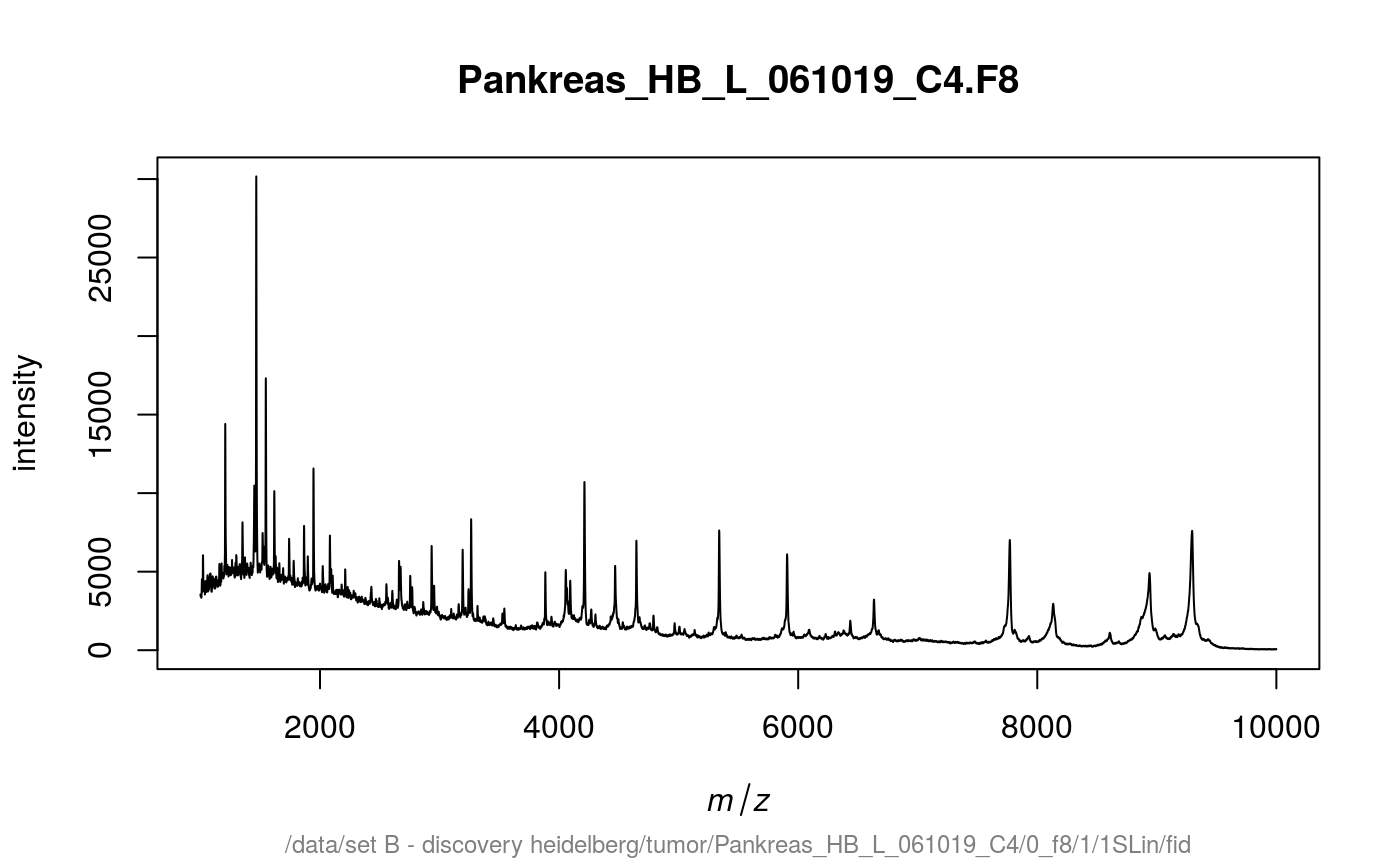 Pankreas_HB_L_061019_C4.F8
intensity
25000
15000
5000
0
2000 4000 6000 8000 10000
m/z
/data/set B - discovery heidelberg/tumor/Pankreas_HB_L_061019_C4/0_f8/1/1SLin/fid